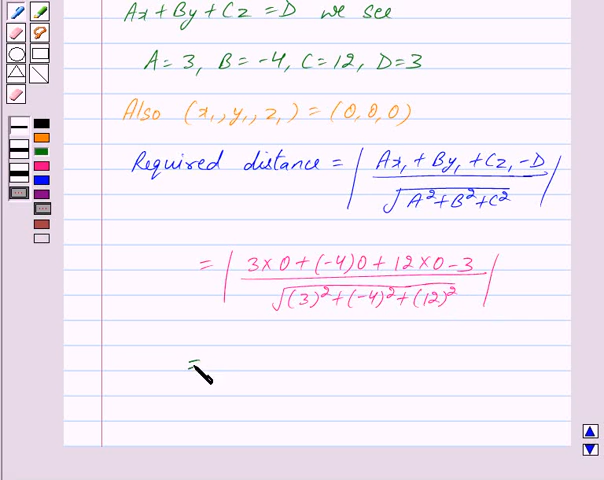 Ax + By + Cz = D we see
A = 3, B = -4, C = 12, D = 3
Also (x₁, y₁, z₁) = (0, 0, 0)
Required distance = | Ax₁ + By₁ + Cz₁ - D / √A² + B² + C² |
= | 3 × 0 + (-4) 0 + 12 × 0 - 3 / √(3)² + (-4)² + (12)² |
=